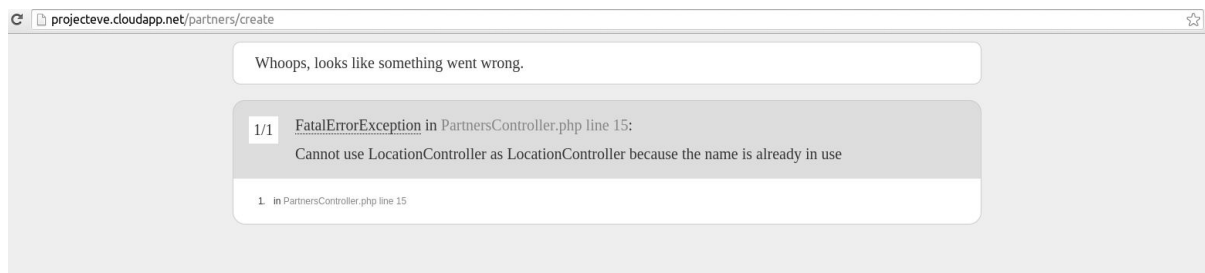 projecteve.cloudapp.net/partners/create
Whoops, looks like something went wrong.
1/1
FatalErrorException in PartnersController.php line 15:
Cannot use LocationController as LocationController because the name is already in use
1. in PartnersController.php line 15